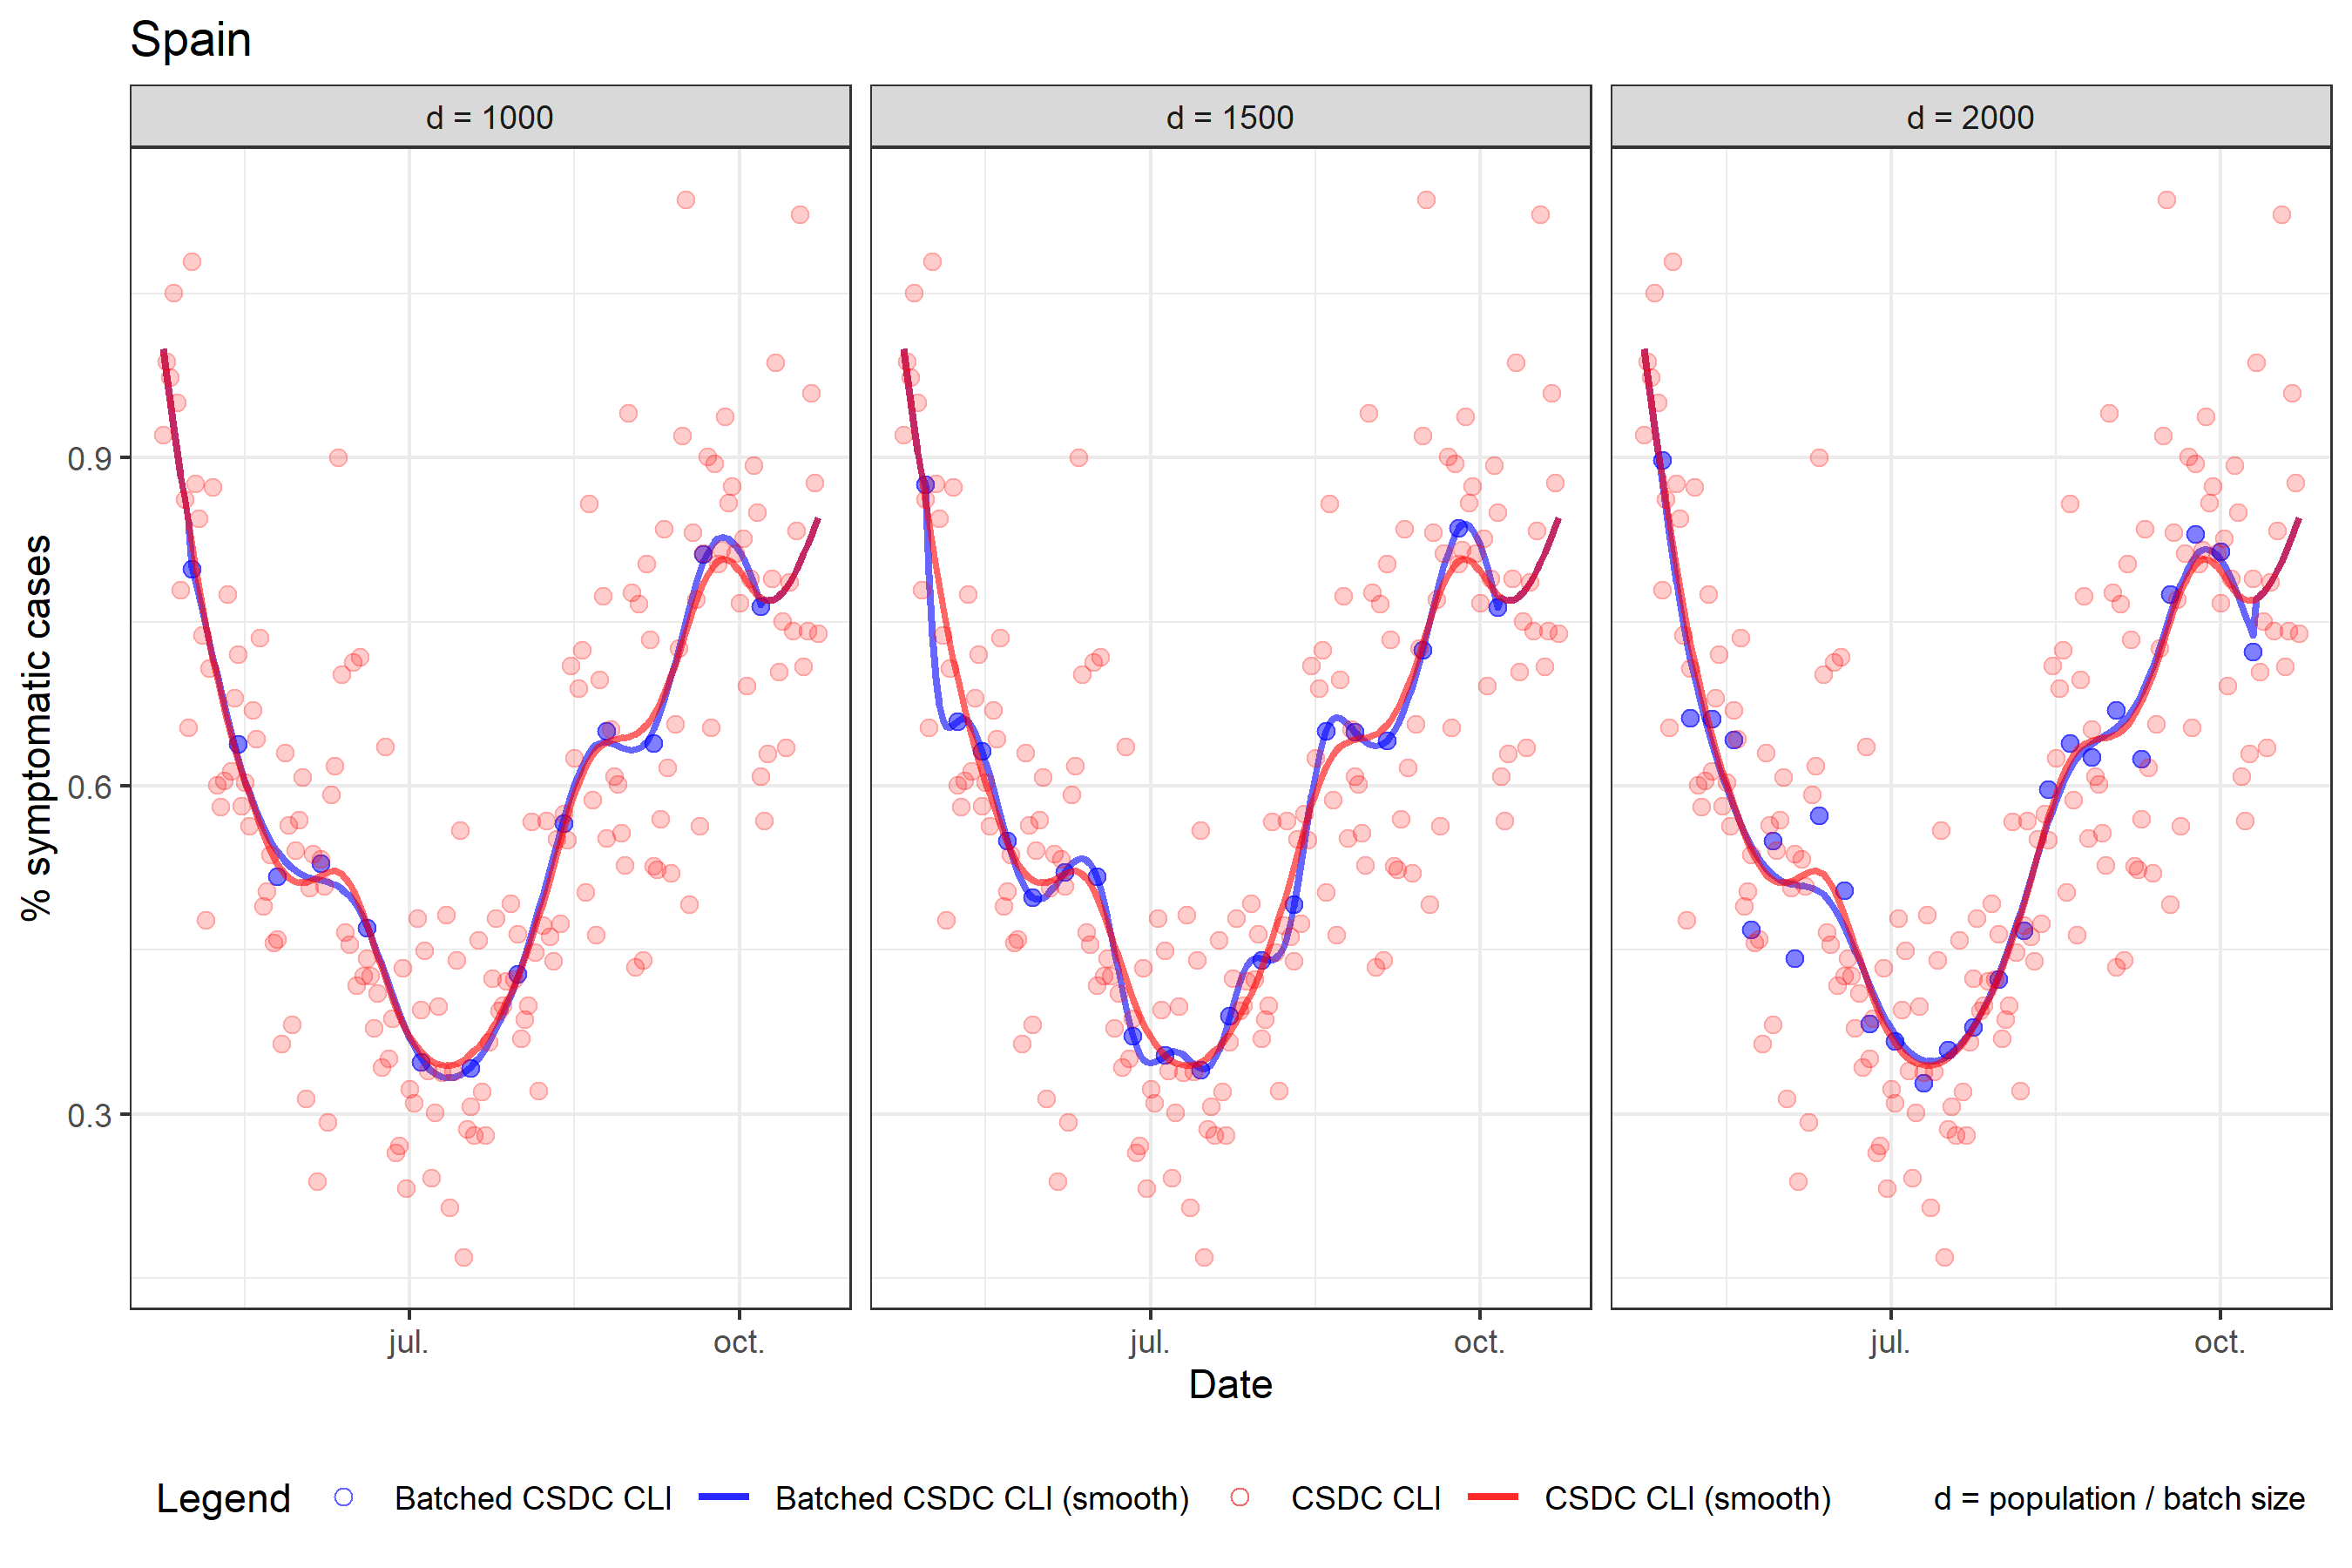 Spain
d = 1000
d = 1500
d = 2000
% symptomatic cases
0.9
0.6
0.3
jul.
oct.
jul.
oct.
jul.
oct.
Date
Legend
Batched CSDC CLI
Batched CSDC CLI (smooth)
CSDC CLI
CSDC CLI (smooth)
d = population / batch size